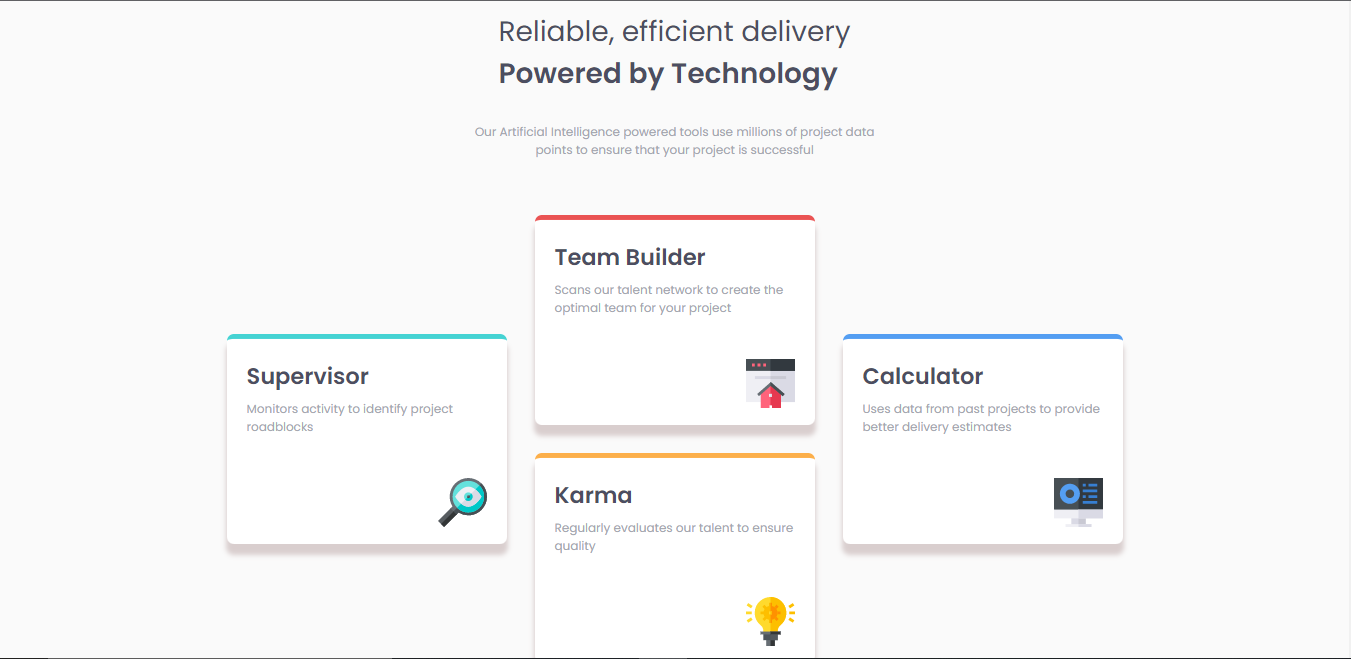 Reliable, efficient delivery
Powered by Technology
Our Artificial Intelligence powered tools use millions of project data
points to ensure that your project is successful
Team Builder
Scans our talent network to create the
optimal team for your project
Supervisor
Monitors activity to identify project
roadblocks
Calculator
Uses data from past projects to provide
better delivery estimates
Karma
Regularly evaluates our talent to ensure
quality